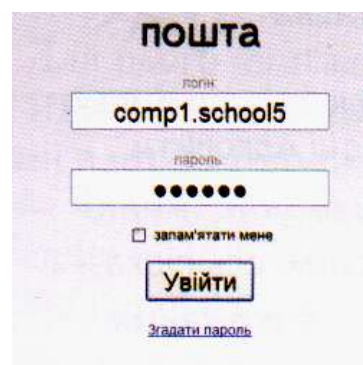 пошта
логін
comp1.school5
пароль
●●●●●●
запам'ятати мене
Увійти
Згадати пароль